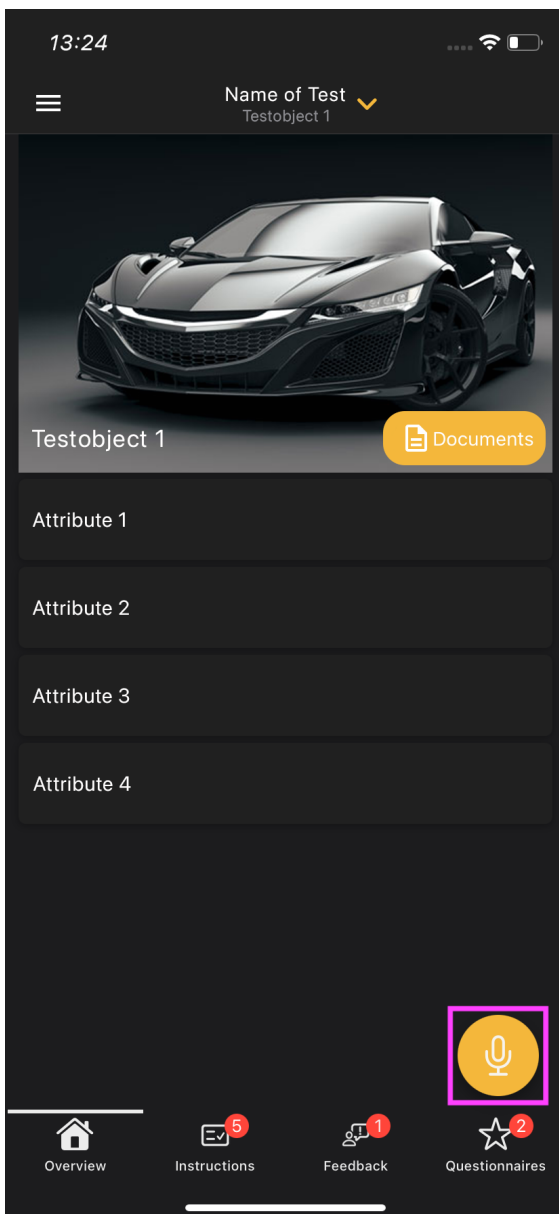 13:24
Name of Test
Testobject 1
Testobject 1
Documents
Attribute 1
Attribute 2
Attribute 3
Attribute 4
5
1
2
Overview
Instructions
Feedback
Questionnaires